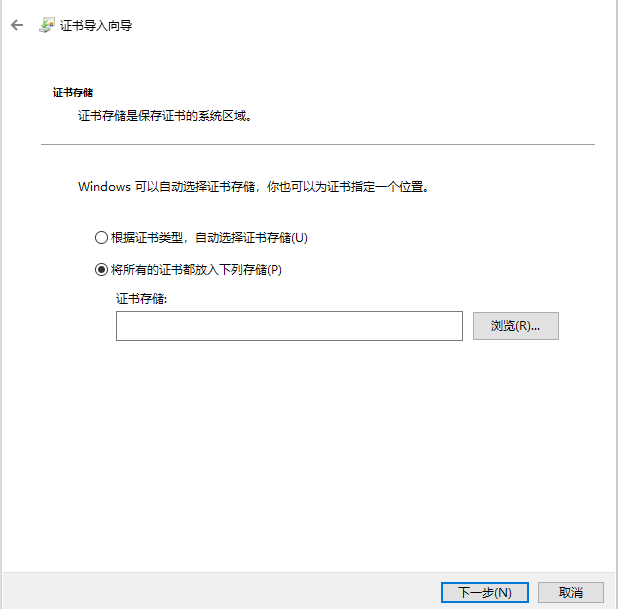 证书导入向导
证书存储
证书存储是保存证书的系统区域。
Windows 可以自动选择证书存储，你也可以为证书指定一个位置。
根据证书类型，自动选择证书存储(U)
将所有的证书都放入下列存储(P)
证书存储:
浏览(R)...
下一步(N)
取消